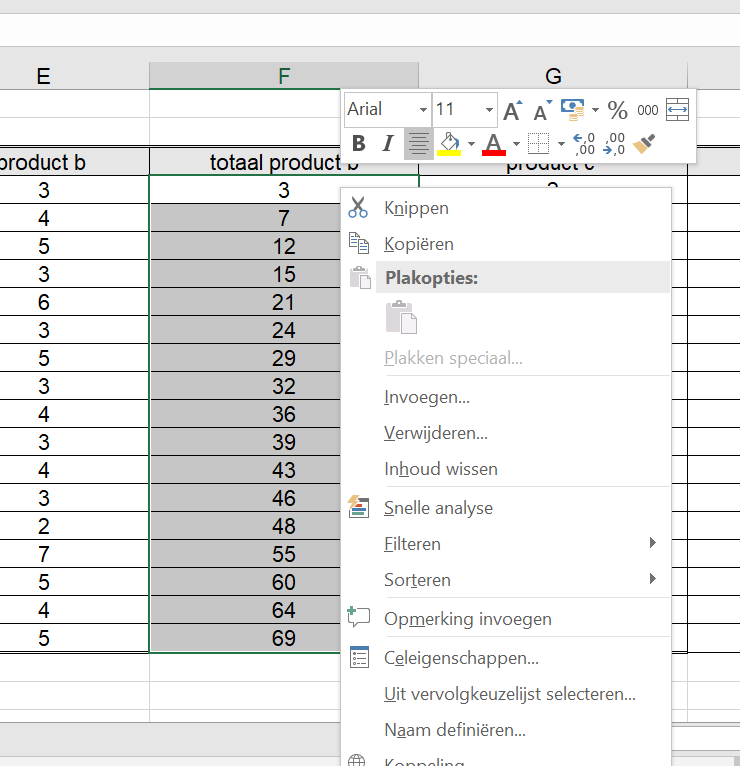 E F G
Arial 11 A A % 000
B I A ,0 ,00 ,00 ,0
product b totaal product b product c
3 3
4 7
5 12
3 15
6 21
3 24
5 29
3 32
4 36
3 39
4 43
3 46
2 48
7 55
5 60
4 64
5 69
Knippen
Kopiëren
Plakopties:
Plakken speciaal...
Invoegen...
Verwijderen...
Inhoud wissen
Snelle analyse
Filteren
Sorteren
Opmerking invoegen
Celeigenschappen...
Uit vervolgkeuzelijst selecteren...
Naam definiëren...
Koppeling